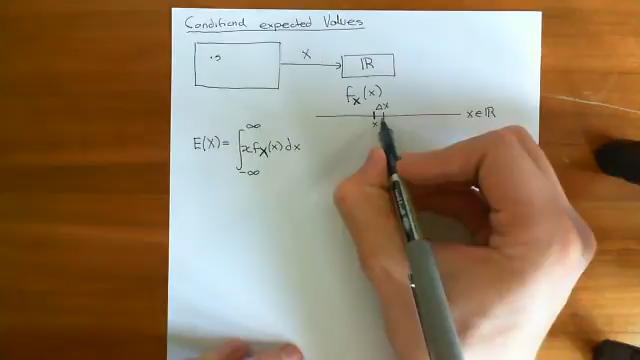 Conditional expected Values
.s
X
ℝ
f_X(x)
Δx
x
x ∈ ℝ
E(X) = ∫_{-∞}^{∞} x f_X(x) dx